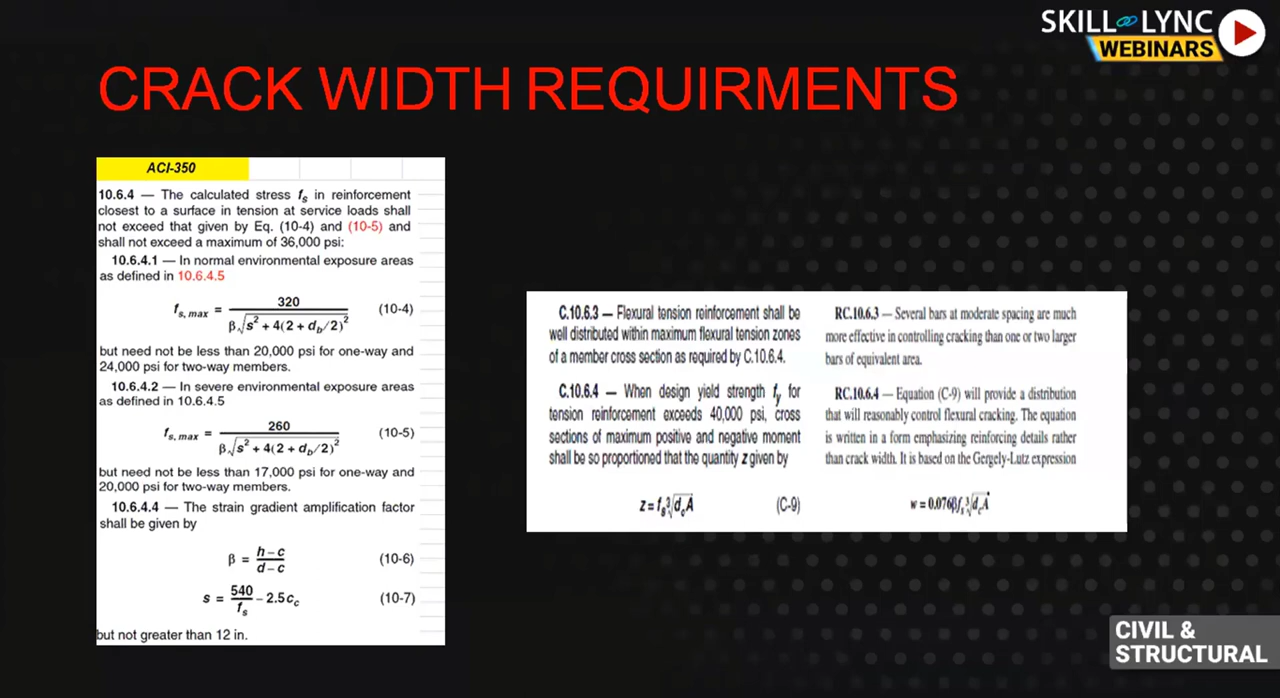 SKILL LYNC
WEBINARS
CRACK WIDTH REQUIRMENTS
ACI-350
10.6.4 — The calculated stress fs in reinforcement
closest to a surface in tension at service loads shall
not exceed that given by Eq. (10-4) and (10-5) and
shall not exceed a maximum of 36,000 psi:
10.6.4.1 — In normal environmental exposure areas
as defined in 10.6.4.5
fs, max = 320 / β√(s² + 4(2 + db/2)²) (10-4)
but need not be less than 20,000 psi for one-way and
24,000 psi for two-way members.
10.6.4.2 — In severe environmental exposure areas
as defined in 10.6.4.5
fs, max = 260 / β√(s² + 4(2 + db/2)²) (10-5)
but need not be less than 17,000 psi for one-way and
20,000 psi for two-way members.
10.6.4.4 — The strain gradient amplification factor
shall be given by
β = h – c / d – c (10-6)
s = 540 / fs – 2.5cc (10-7)
but not greater than 12 in.
C.10.6.3 — Flexural tension reinforcement shall be
well distributed within maximum flexural tension zones
of a member cross section as required by C.10.6.4.
C.10.6.4 — When design yield strength fy for
tension reinforcement exceeds 40,000 psi, cross
sections of maximum positive and negative moment
shall be so proportioned that the quantity z given by
z = fs∛dcA (C-9)
RC.10.6.3 — Several bars at moderate spacing are much
more effective in controlling cracking than one or two larger
bars of equivalent area.
RC.10.6.4 — Equation (C-9) will provide a distribution
that will reasonably control flexural cracking. The equation
is written in a form emphasizing reinforcing details rather
than crack width. It is based on the Gergely-Lutz expression
w = 0.076βfs∛dcA
CIVIL &
STRUCTURAL